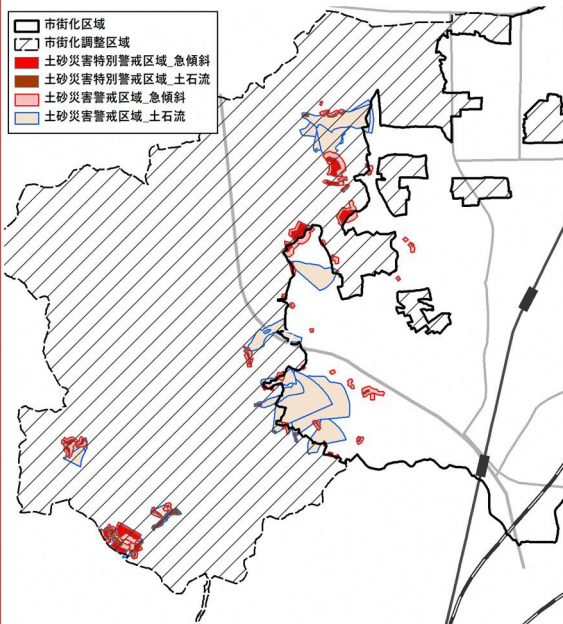 市街化区域
市街化調整区域
土砂災害特別警戒区域_急傾斜
土砂災害特別警戒区域_土石流
土砂災害警戒区域_急傾斜
土砂災害警戒区域_土石流